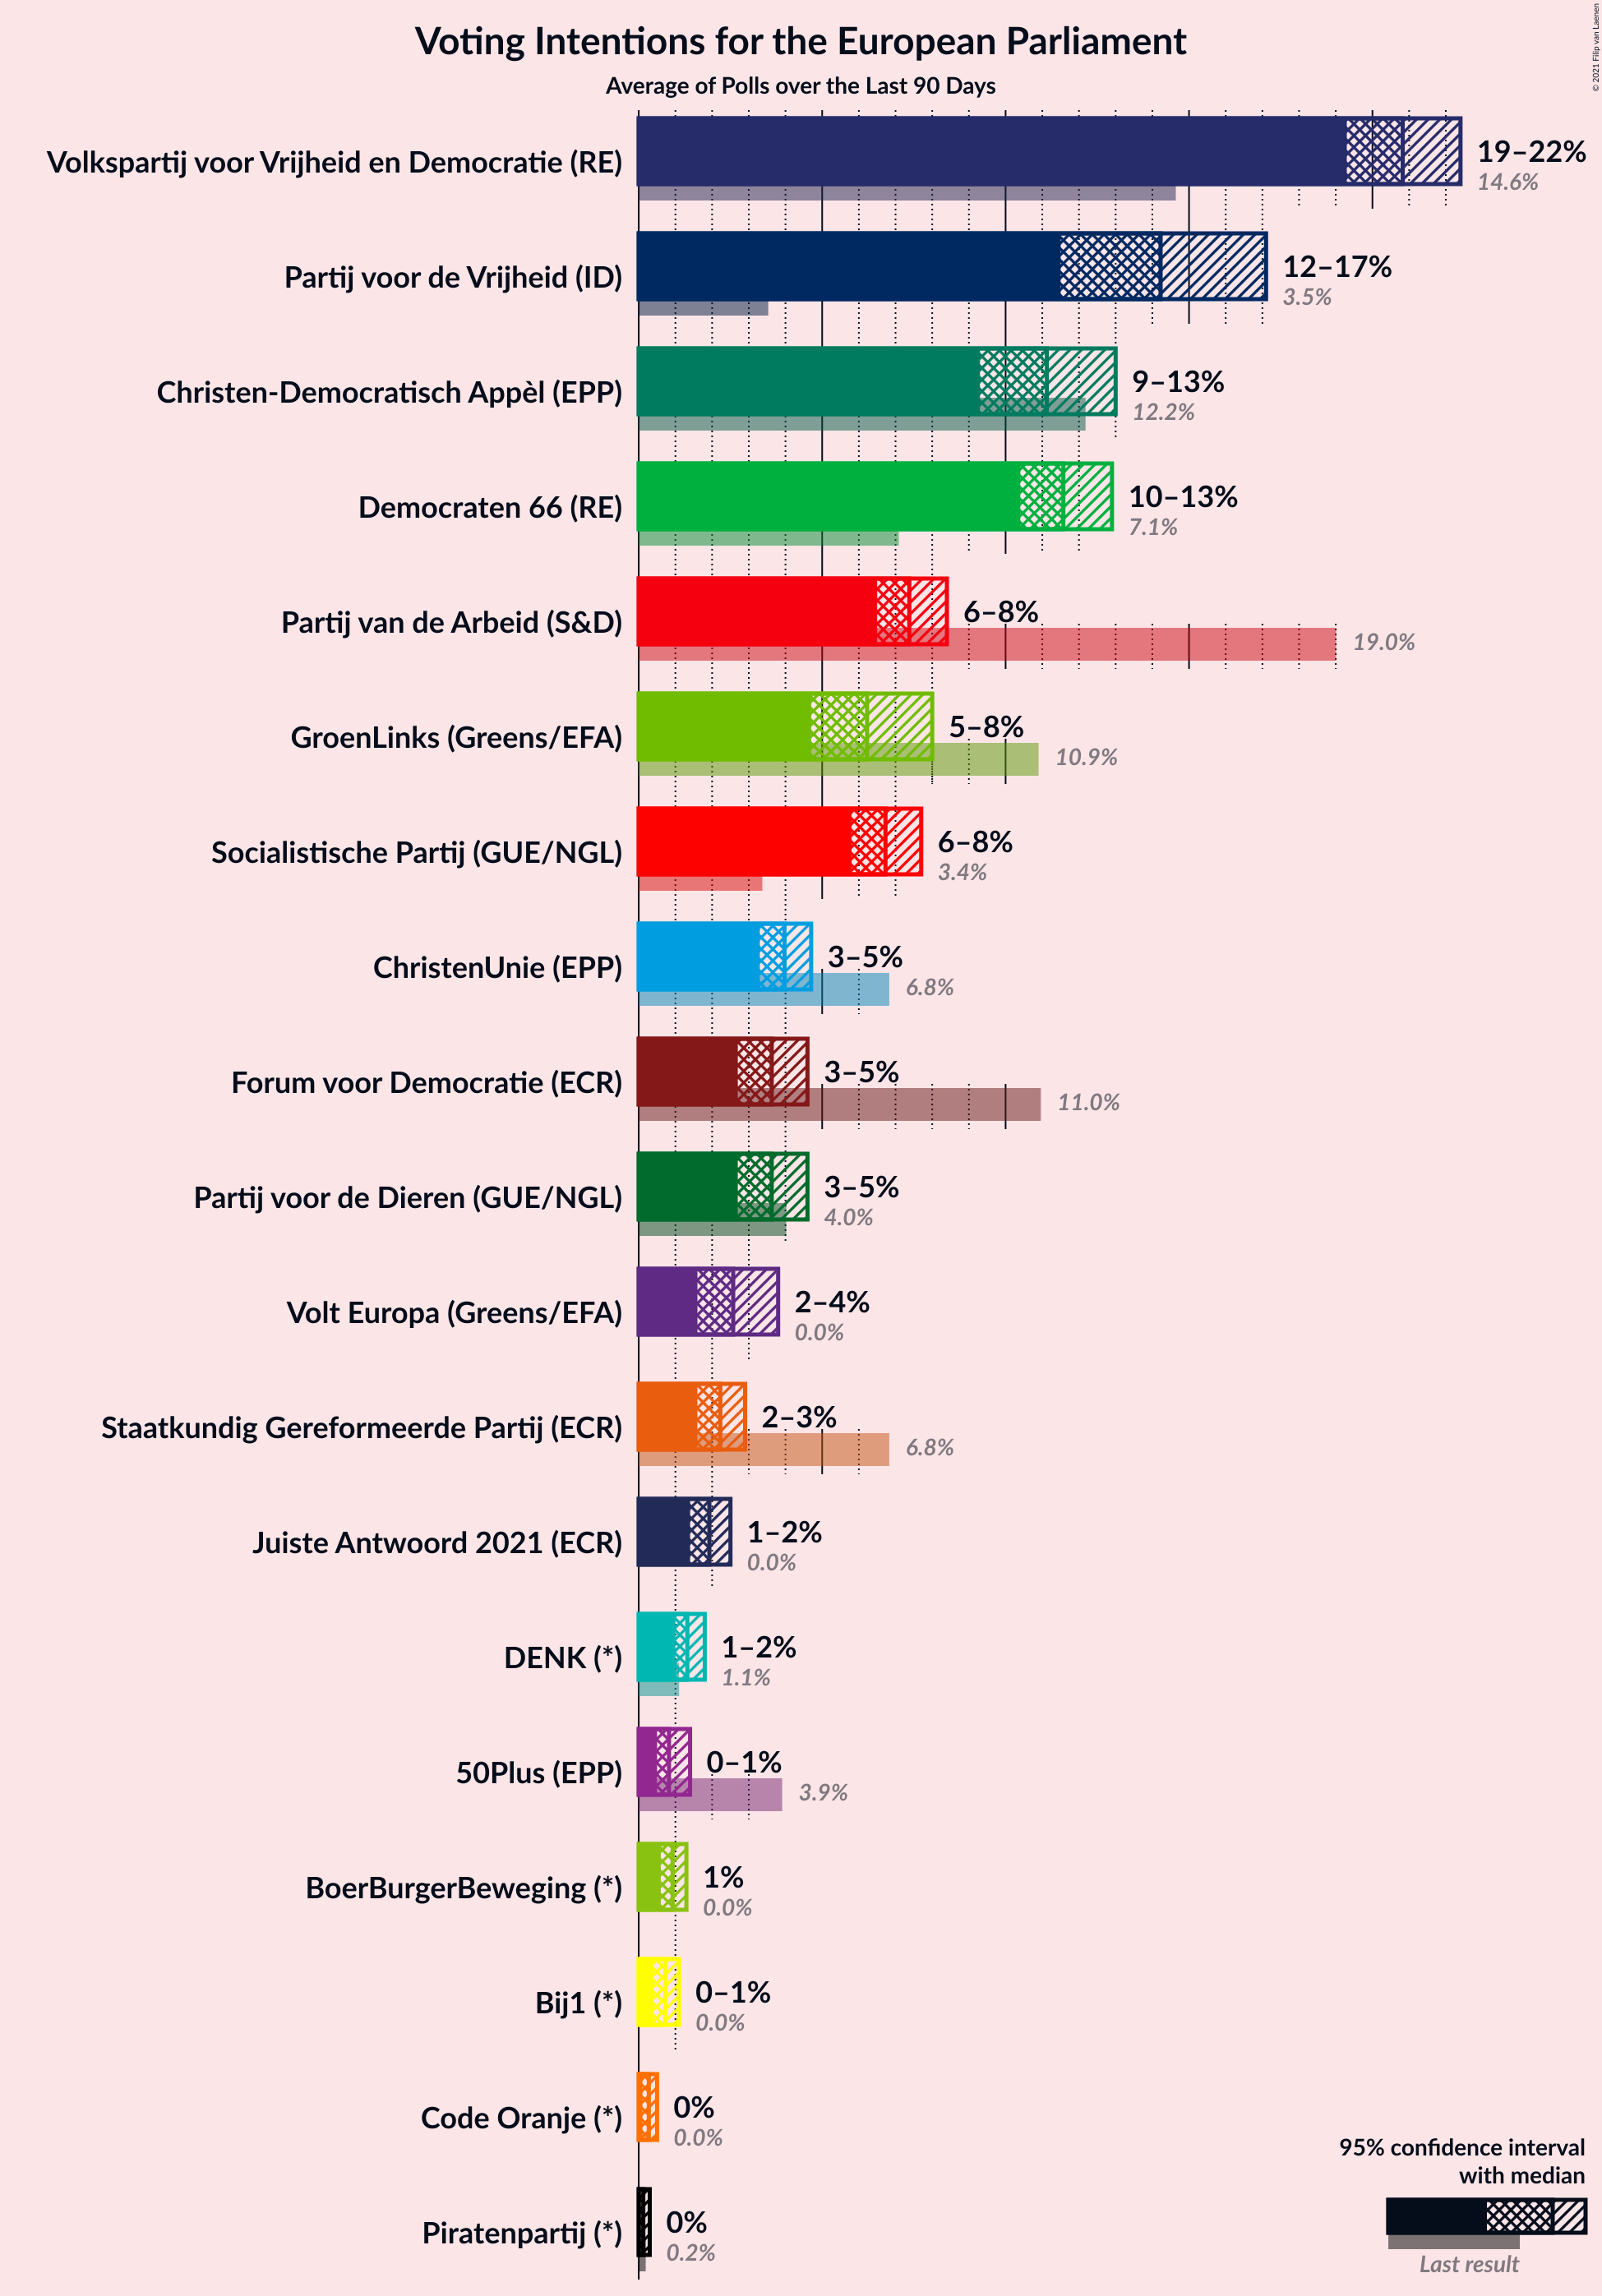 Voting Intentions for the European Parliament
Average of Polls over the Last 90 Days
© 2021 Filip van Laenen
Volkspartij voor Vrijheid en Democratie (RE)
19–22%
14.6%
Partij voor de Vrijheid (ID)
12–17%
3.5%
Christen-Democratisch Appèl (EPP)
9–13%
12.2%
Democraten 66 (RE)
10–13%
7.1%
Partij van de Arbeid (S&D)
6–8%
19.0%
GroenLinks (Greens/EFA)
5–8%
10.9%
Socialistische Partij (GUE/NGL)
6–8%
3.4%
ChristenUnie (EPP)
3–5%
6.8%
Forum voor Democratie (ECR)
3–5%
11.0%
Partij voor de Dieren (GUE/NGL)
3–5%
4.0%
Volt Europa (Greens/EFA)
2–4%
0.0%
Staatkundig Gereformeerde Partij (ECR)
2–3%
6.8%
Juiste Antwoord 2021 (ECR)
1–2%
0.0%
DENK (*)
1–2%
1.1%
50Plus (EPP)
0–1%
3.9%
BoerBurgerBeweging (*)
1%
0.0%
Bij1 (*)
0–1%
0.0%
Code Oranje (*)
0%
0.0%
Piratenpartij (*)
0%
0.2%
95% confidence interval
with median
Last result